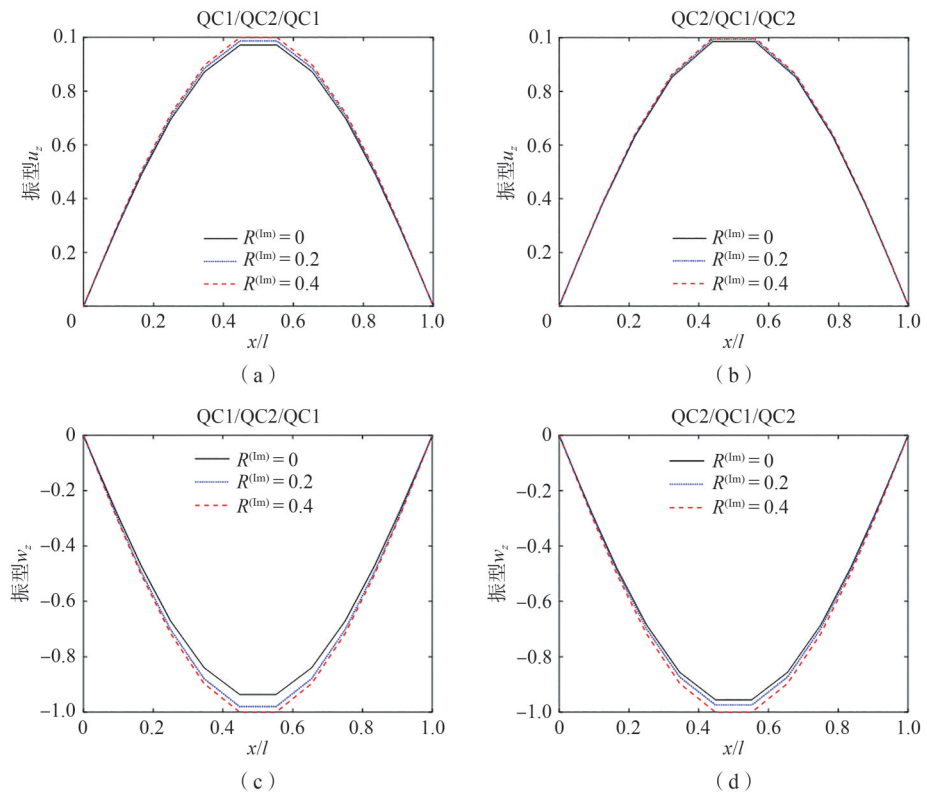 QC1/QC2/QC1
0.1
0.8
0.6
0.4
0.2
振型u_z
R^(Im) = 0
R^(Im) = 0.2
R^(Im) = 0.4
0 0.2 0.4 0.6 0.8 1.0
x/l
( a )
QC2/QC1/QC2
0.1
0.8
0.6
0.4
0.2
振型u_z
R^(Im) = 0
R^(Im) = 0.2
R^(Im) = 0.4
0 0.2 0.4 0.6 0.8 1.0
x/l
( b )
QC1/QC2/QC1
0
−0.2
−0.4
−0.6
−0.8
−1.0
振型w_z
R^(Im) = 0
R^(Im) = 0.2
R^(Im) = 0.4
0 0.2 0.4 0.6 0.8 1.0
x/l
( c )
QC2/QC1/QC2
0
−0.2
−0.4
−0.6
−0.8
−1.0
振型w_z
R^(Im) = 0
R^(Im) = 0.2
R^(Im) = 0.4
0 0.2 0.4 0.6 0.8 1.0
x/l
( d )